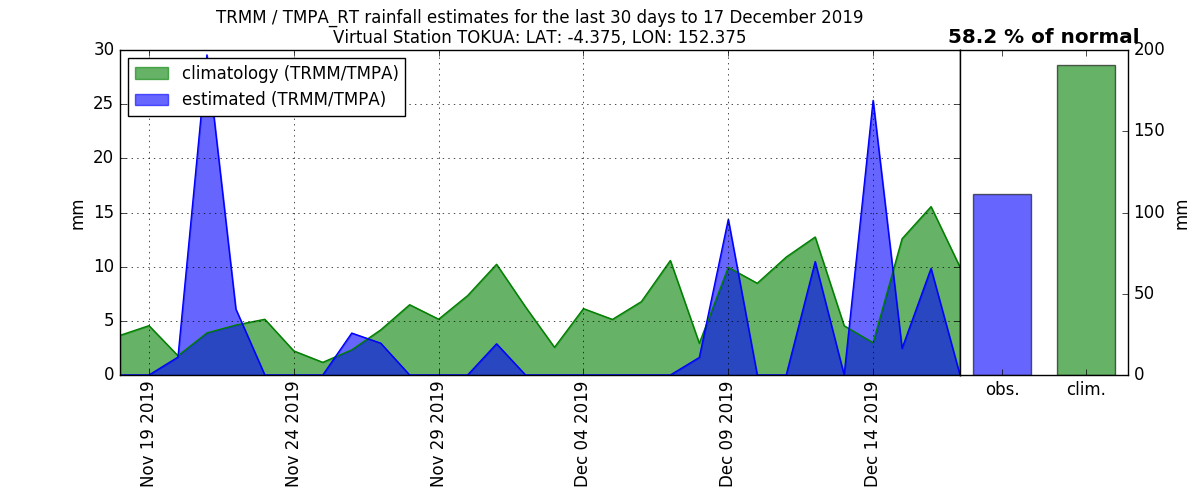 TRMM / TMPA_RT rainfall estimates for the last 30 days to 17 December 2019
Virtual Station TOKUA: LAT: -4.375, LON: 152.375
58.2 % of normal
climatology (TRMM/TMPA)
estimated (TRMM/TMPA)
30
25
20
15
10
5
0
mm
Nov 19 2019
Nov 24 2019
Nov 29 2019
Dec 04 2019
Dec 09 2019
Dec 14 2019
obs.
clim.
200
150
100
50
0
mm